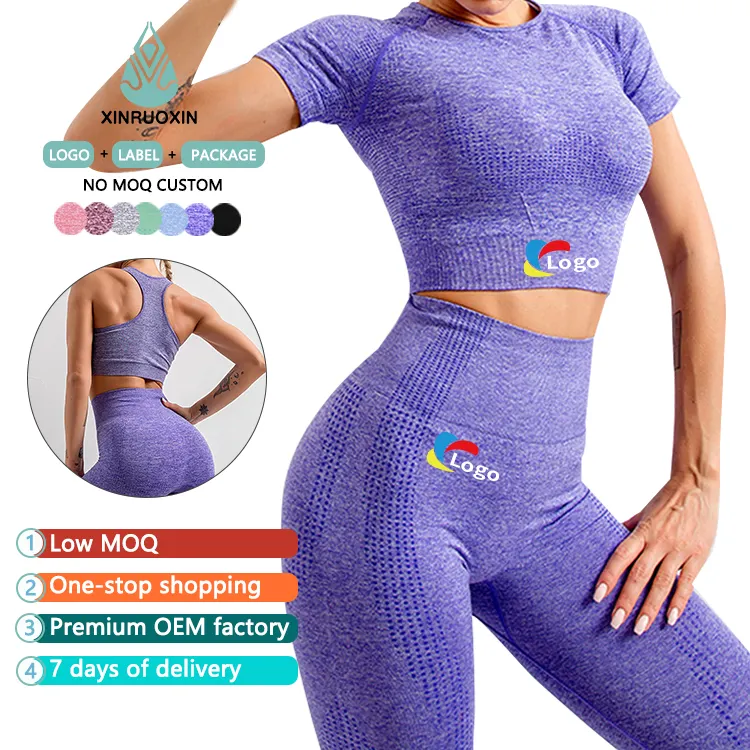 XINRUOXIN
LOGO + LABEL + PACKAGE
NO MOQ CUSTOM
Logo
Logo
1 Low MOQ
2 One-stop shopping
3 Premium OEM factory
4 7 days of delivery